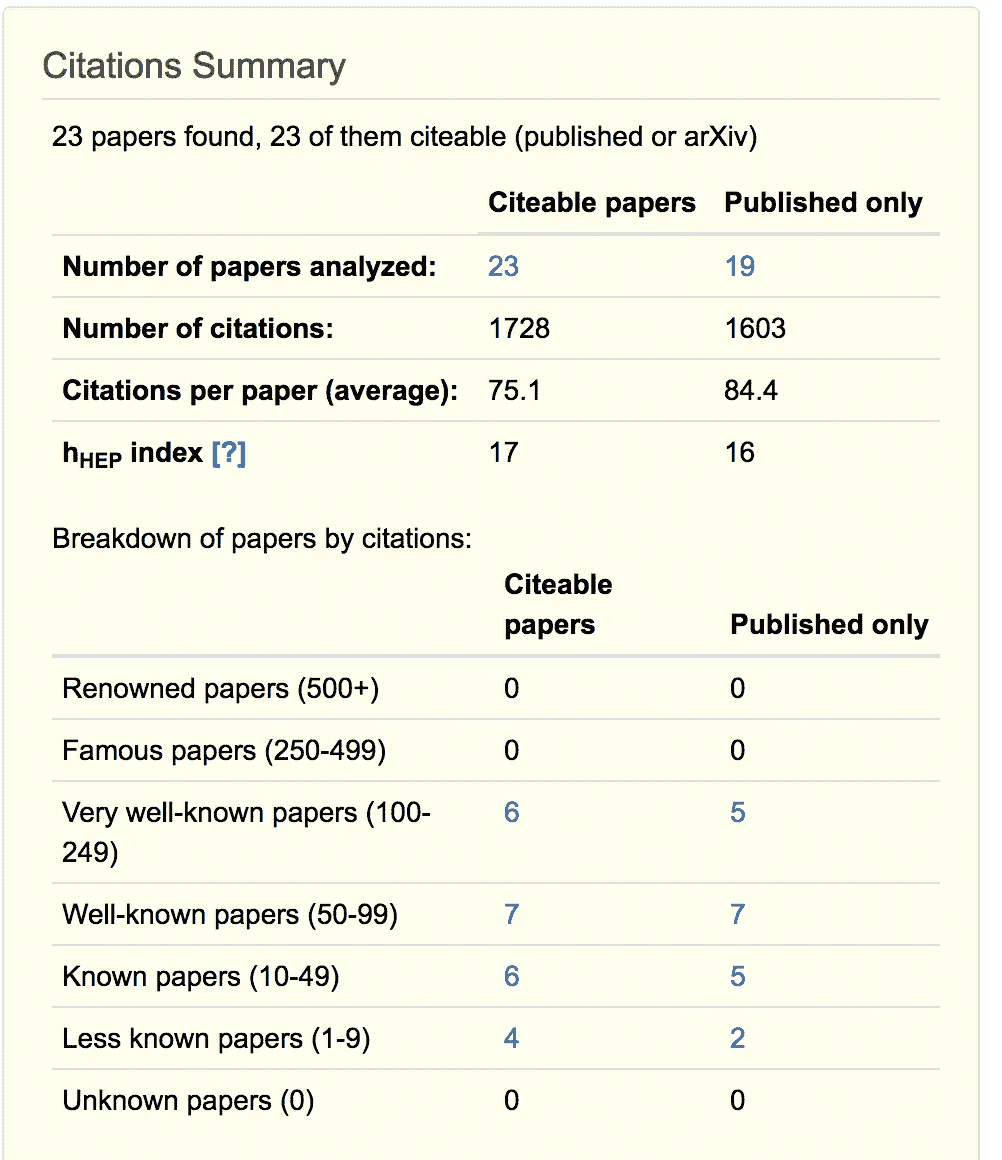 Citations Summary
23 papers found, 23 of them citeable (published or arXiv)
Citeable papers Published only
Number of papers analyzed: 23 19
Number of citations: 1728 1603
Citations per paper (average): 75.1 84.4
hHEP index [?] 17 16
Breakdown of papers by citations:
Citeable
papers Published only
Renowned papers (500+) 0 0
Famous papers (250-499) 0 0
Very well-known papers (100- 6 5
249)
Well-known papers (50-99) 7 7
Known papers (10-49) 6 5
Less known papers (1-9) 4 2
Unknown papers (0) 0 0